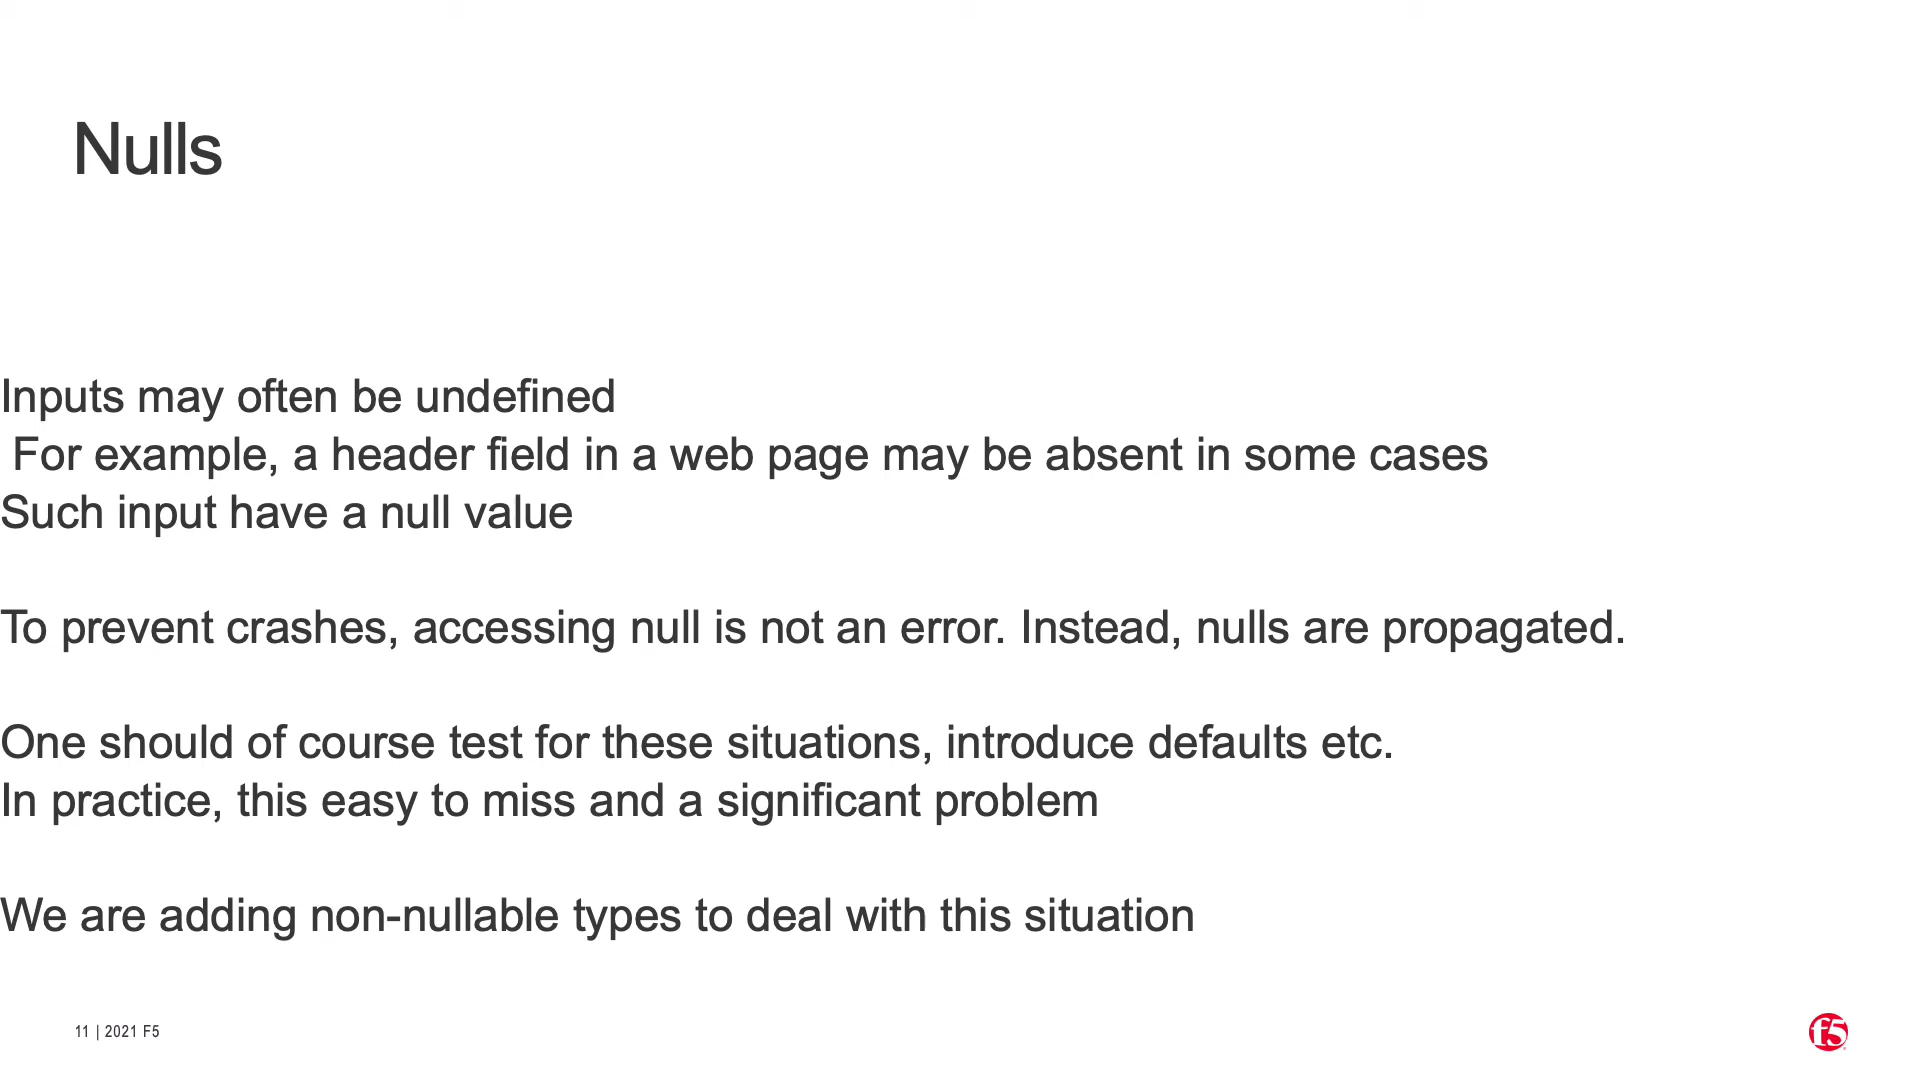 Nulls
Inputs may often be undefined
For example, a header field in a web page may be absent in some cases
Such input have a null value
To prevent crashes, accessing null is not an error. Instead, nulls are propagated.
One should of course test for these situations, introduce defaults etc.
In practice, this easy to miss and a significant problem
We are adding non-nullable types to deal with this situation
11 | 2021 F5
f5